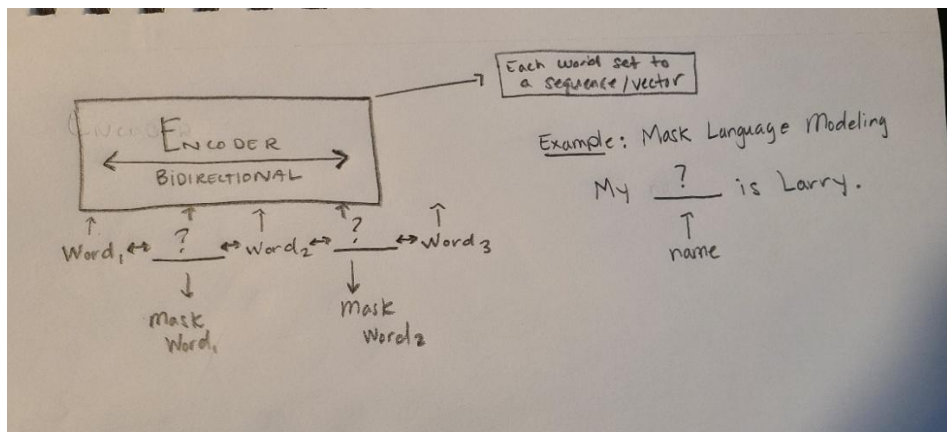 Each world set to
a sequence/vector
ENCODER
BIDIRECTIONAL
Example: Mask Language Modeling
My ? is Larry.
name
Word1 ? Word2 ? Word3
Mask
Word1
Mask
Word2